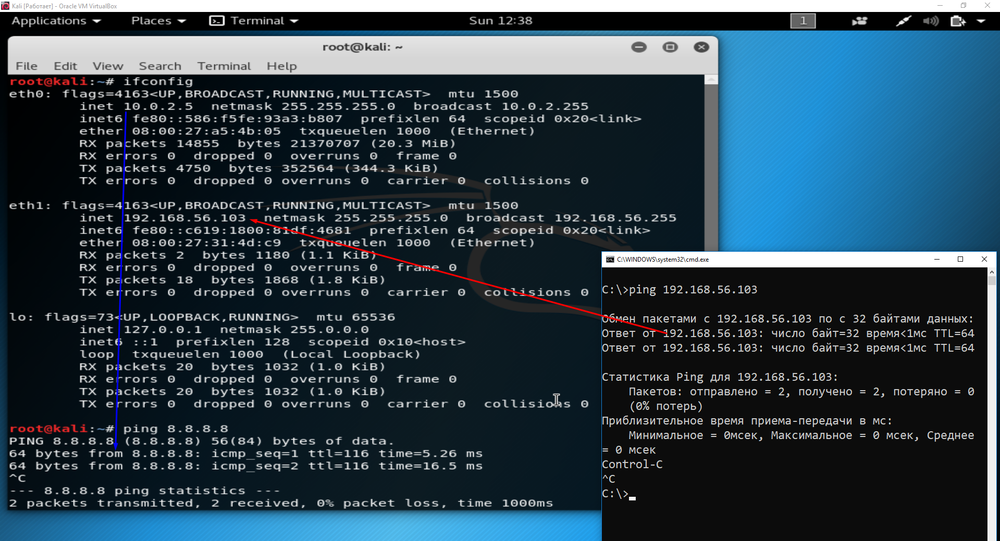 Kali [Работает] - Oracle VM VirtualBox
Applications Places Terminal Sun 12:38 1
root@kali: ~
File Edit View Search Terminal Help
root@kali:~# ifconfig
eth0: flags=4163<UP,BROADCAST,RUNNING,MULTICAST>  mtu 1500
        inet 10.0.2.5  netmask 255.255.255.0  broadcast 10.0.2.255
        inet6 fe80::586:f5fe:93a3:b807  prefixlen 64  scopeid 0x20<link>
        ether 08:00:27:a5:4b:05  txqueuelen 1000  (Ethernet)
        RX packets 14855  bytes 21370707 (20.3 MiB)
        RX errors 0  dropped 0  overruns 0  frame 0
        TX packets 4750  bytes 352564 (344.3 KiB)
        TX errors 0  dropped 0 overruns 0  carrier 0  collisions 0
eth1: flags=4163<UP,BROADCAST,RUNNING,MULTICAST>  mtu 1500
        inet 192.168.56.103  netmask 255.255.255.0  broadcast 192.168.56.255
        inet6 fe80::c619:1800:81df:4681  prefixlen 64  scopeid 0x20<link>
        ether 08:00:27:31:4d:c9  txqueuelen 1000  (Ethernet)
        RX packets 2  bytes 1180 (1.1 KiB)
        RX errors 0  dropped 0  overruns 0  frame 0
        TX packets 18  bytes 1868 (1.8 KiB)
        TX errors 0  dropped 0 overruns 0  carrier 0  collisions 0
lo: flags=73<UP,LOOPBACK,RUNNING>  mtu 65536
        inet 127.0.0.1  netmask 255.0.0.0
        inet6 ::1  prefixlen 128  scopeid 0x10<host>
        loop  txqueuelen 1000  (Local Loopback)
        RX packets 20  bytes 1032 (1.0 KiB)
        RX errors 0  dropped 0  overruns 0  frame 0
        TX packets 20  bytes 1032 (1.0 KiB)
        TX errors 0  dropped 0 overruns 0  carrier 0  collisions 0
root@kali:~# ping 8.8.8.8
PING 8.8.8.8 (8.8.8.8) 56(84) bytes of data.
64 bytes from 8.8.8.8: icmp_seq=1 ttl=116 time=5.26 ms
64 bytes from 8.8.8.8: icmp_seq=2 ttl=116 time=16.5 ms
^C
--- 8.8.8.8 ping statistics ---
2 packets transmitted, 2 received, 0% packet loss, time 1000ms
C:\WINDOWS\system32\cmd.exe
C:\>ping 192.168.56.103
Обмен пакетами с 192.168.56.103 по с 32 байтами данных:
Ответ от 192.168.56.103: число байт=32 время<1мс TTL=64
Ответ от 192.168.56.103: число байт=32 время<1мс TTL=64
Статистика Ping для 192.168.56.103:
    Пакетов: отправлено = 2, получено = 2, потеряно = 0
    (0% потерь)
Приблизительное время приема-передачи в мс:
    Минимальное = 0мсек, Максимальное = 0 мсек, Среднее
= 0 мсек
Control-C
^C
C:\>